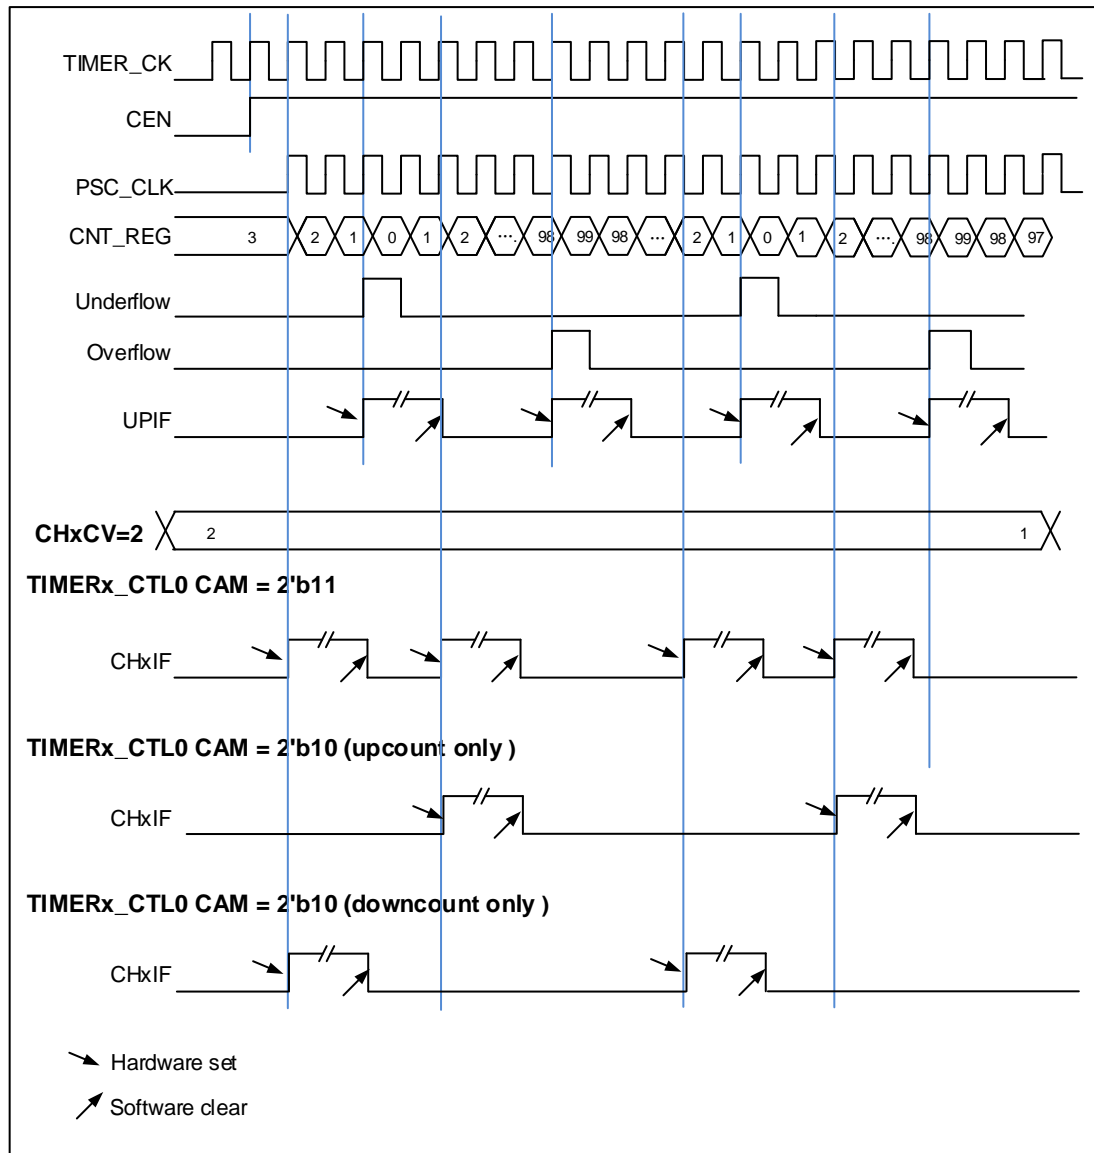 TIMER_CK
CEN
PSC_CLK
CNT_REG 3 2 1 0 1 2 .... 98 99 98 ... 2 1 0 1 2 .... 98 99 98 97
Underflow
Overflow
UPIF
CHxCV=2 2 1
TIMERx_CTL0 CAM = 2'b11
CHxIF
TIMERx_CTL0 CAM = 2'b10 (upcount only )
CHxIF
TIMERx_CTL0 CAM = 2'b10 (downcount only )
CHxIF
Hardware set
Software clear